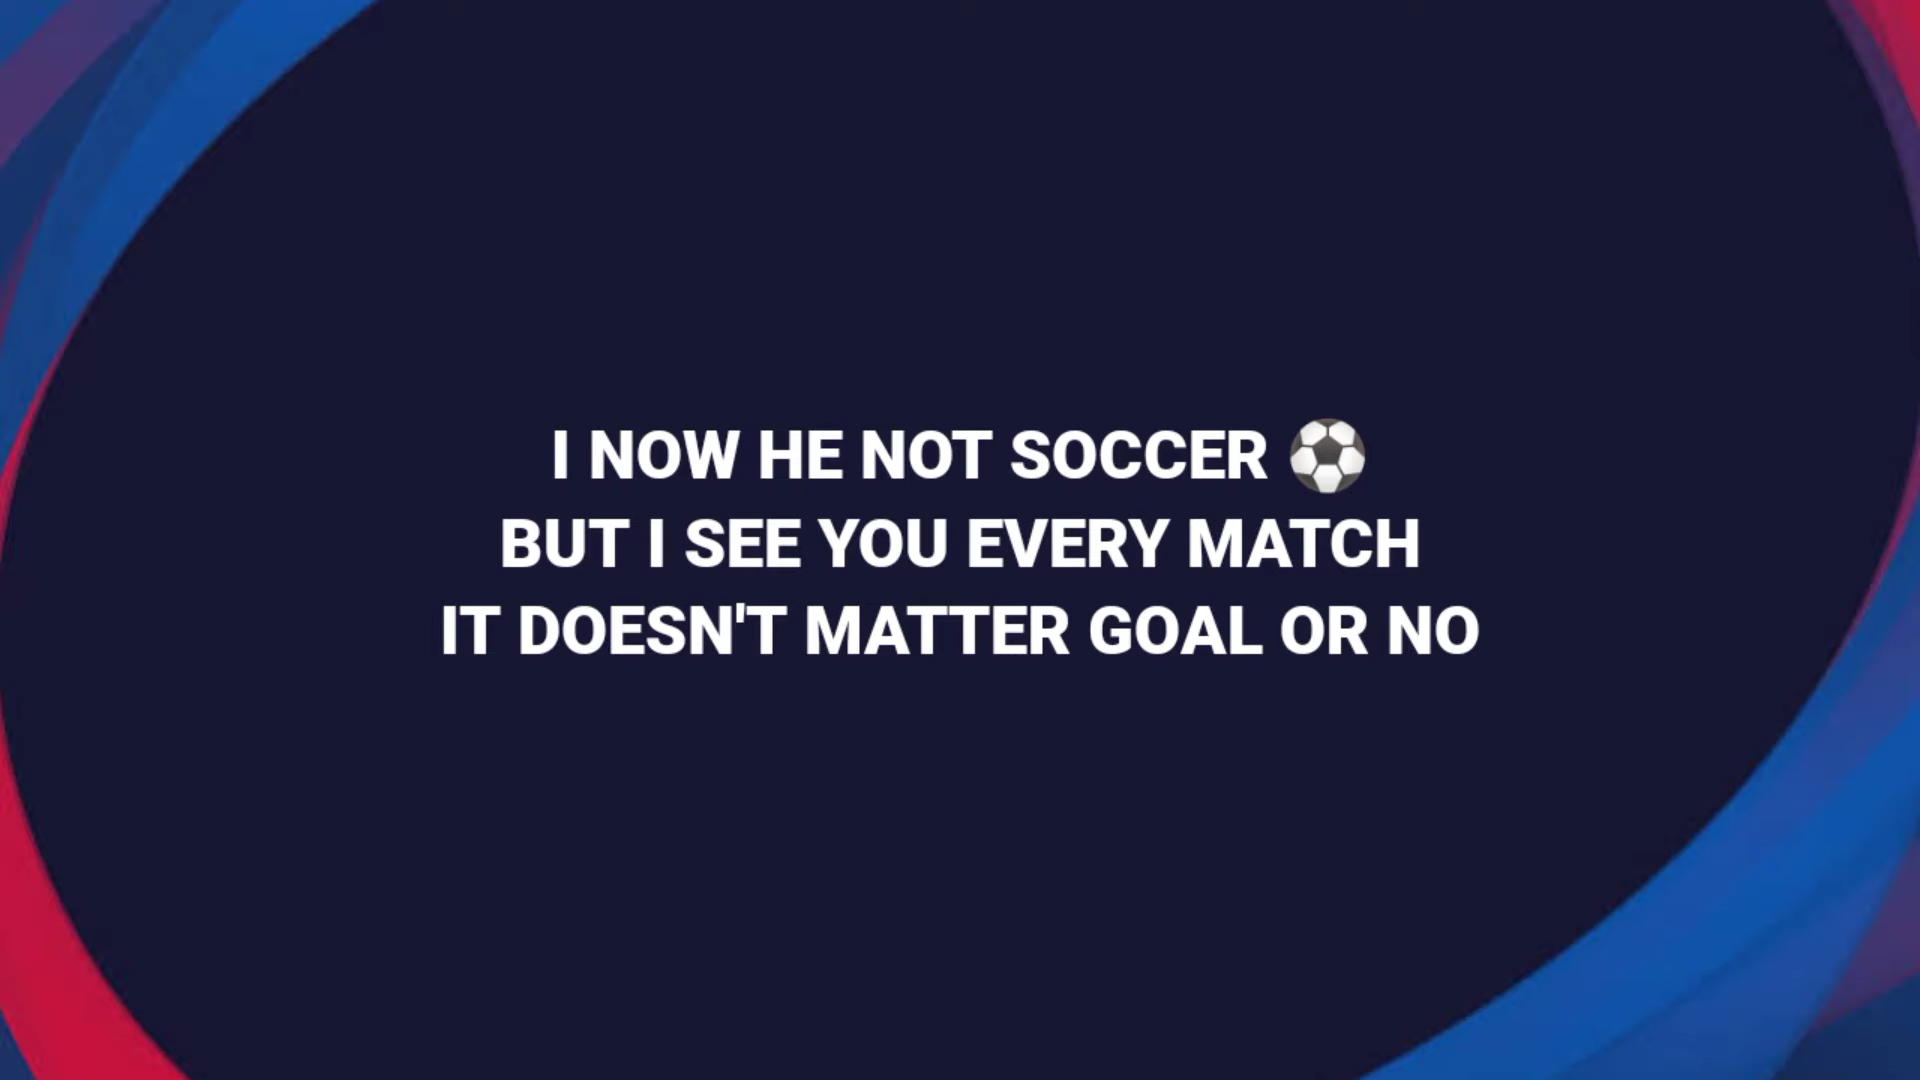 I NOW HE NOT SOCCER ⚽
BUT I SEE YOU EVERY MATCH
IT DOESN'T MATTER GOAL OR NO